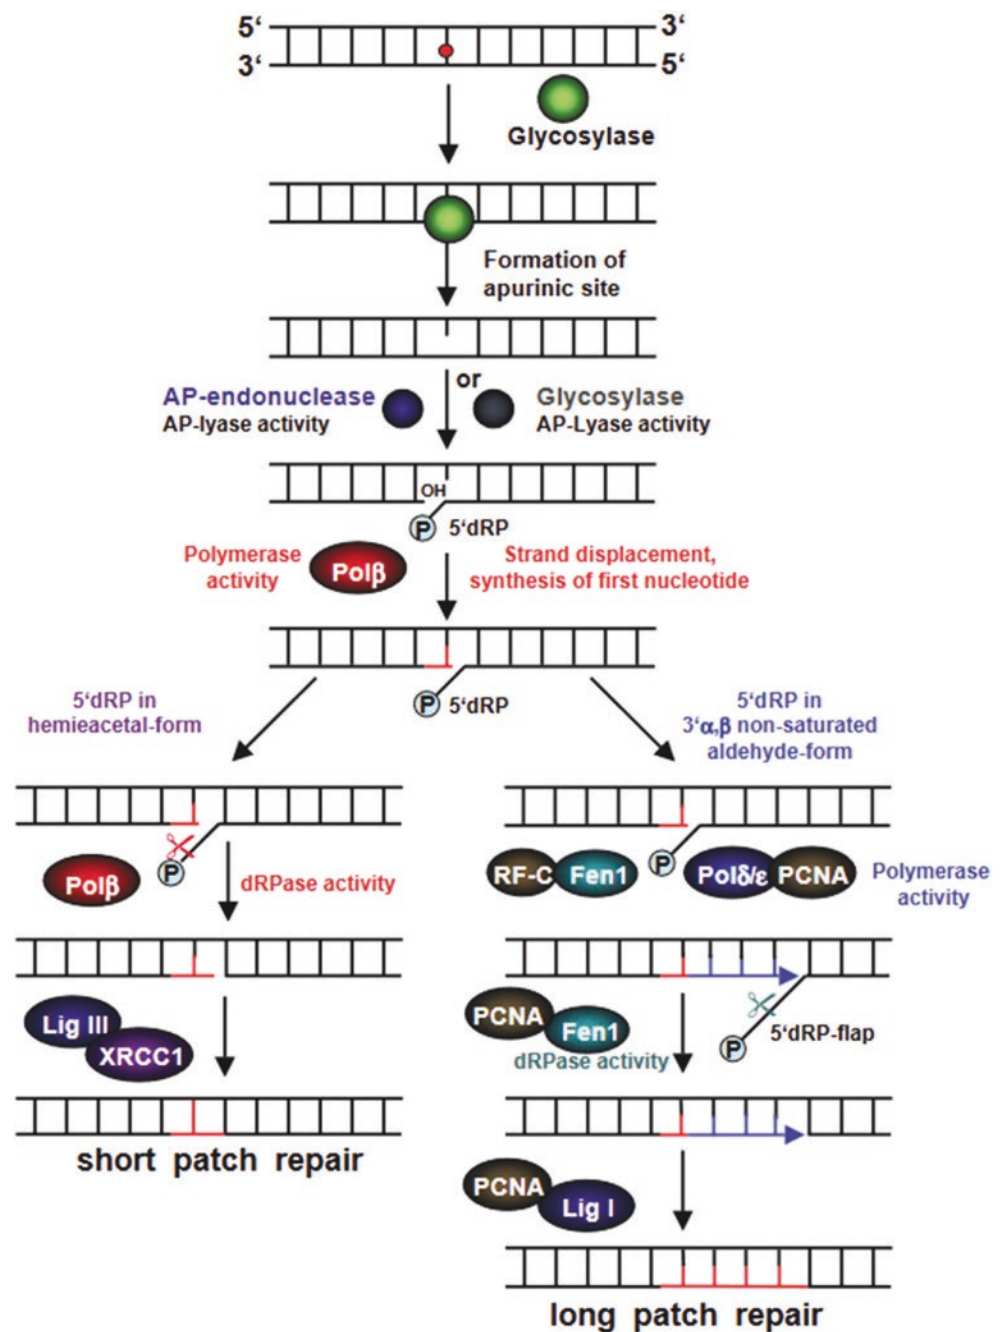 5‘ 3‘
3‘ 5‘
Glycosylase
Formation of
apurinic site
or
AP-endonuclease Glycosylase
AP-lyase activity AP-Lyase activity
OH
P 5‘dRP
Polymerase
activity
Polβ
Strand displacement,
synthesis of first nucleotide
P 5‘dRP
5‘dRP in
hemieacetal-form
5‘dRP in
3‘α,β non-saturated
aldehyde-form
P
Polβ
dRPase activity
P
RF-C Fen1
Polδ/ε PCNA
Polymerase
activity
Lig III
XRCC1
PCNA
Fen1
dRPase activity
5‘dRP-flap
P
short patch repair
PCNA
Lig I
long patch repair